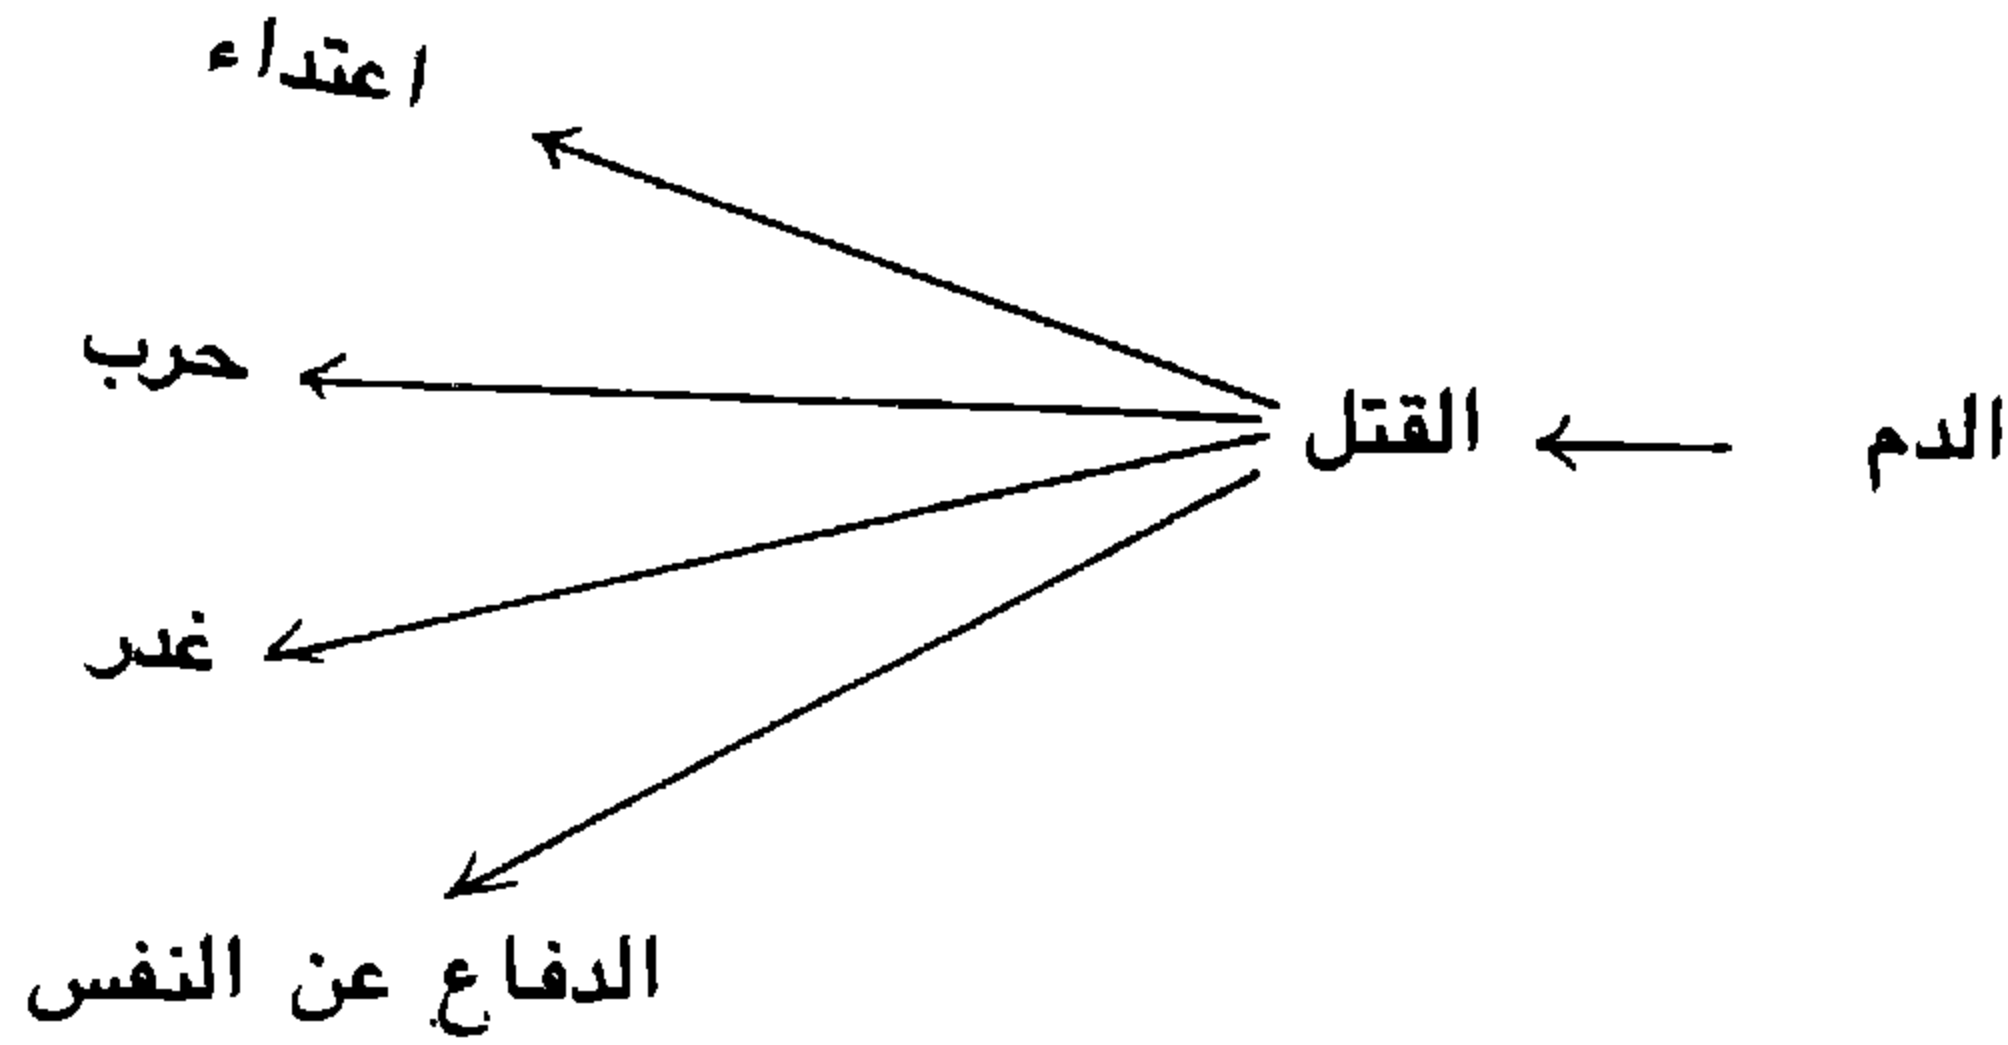 اعتداء
حرب
الدم
القتل
غدر
الدفاع عن النفس